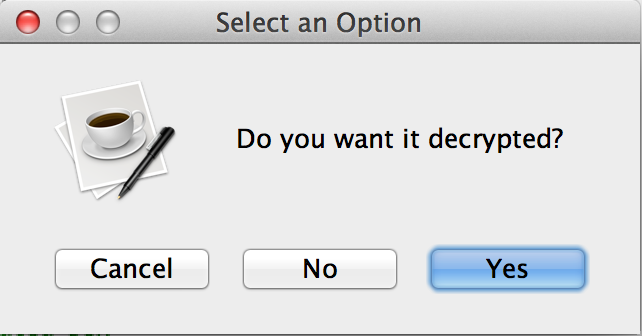 Select an Option
Do you want it decrypted?
Cancel
No
Yes